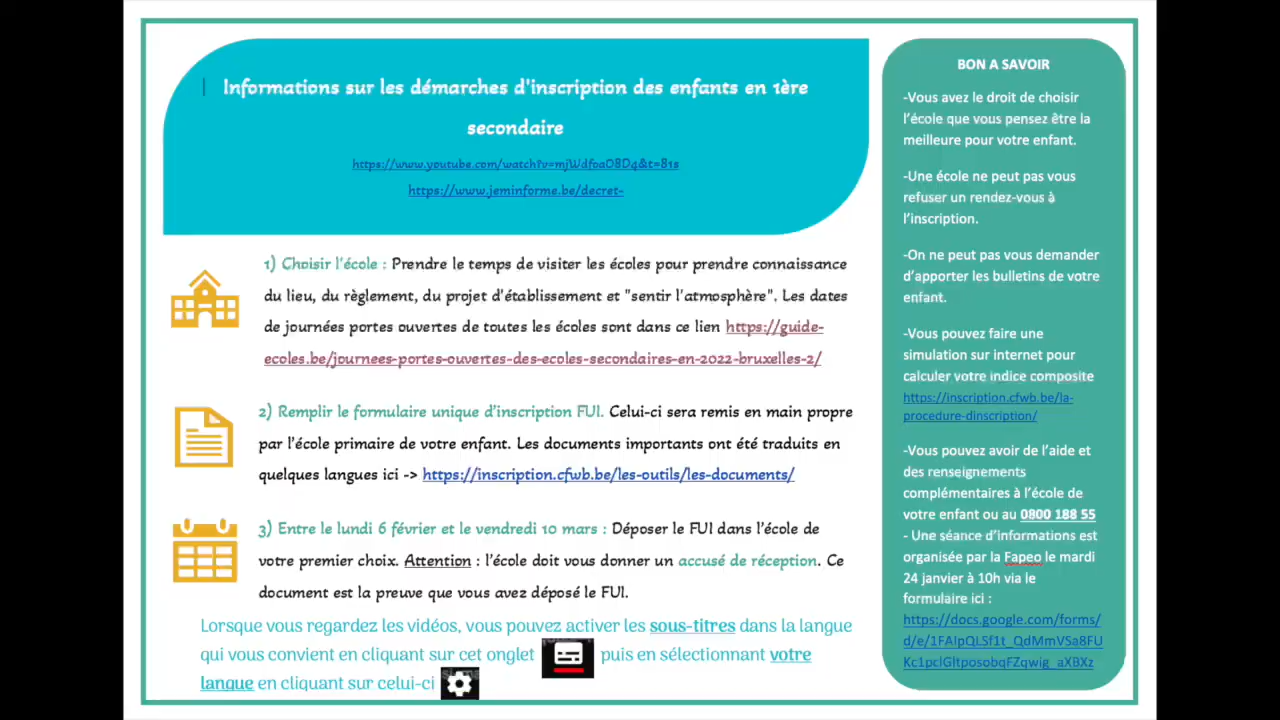 Informations sur les démarches d'inscription des enfants en 1ère
secondaire
https://www.youtube.com/watch?v=mjWdfoaO8D4&t=81s
https://www.jeminforme.be/decret-
1) Choisir l'école : Prendre le temps de visiter les écoles pour prendre connaissance
du lieu, du règlement, du projet d'établissement et "sentir l'atmosphère". Les dates
de journées portes ouvertes de toutes les écoles sont dans ce lien https://guide-
ecoles.be/journees-portes-ouvertes-des-ecoles-secondaires-en-2022-bruxelles-2/
2) Remplir le formulaire unique d'inscription FUI. Celui-ci sera remis en main propre
par l'école primaire de votre enfant. Les documents importants ont été traduits en
quelques langues ici -> https://inscription.cfwb.be/les-outils/les-documents/
3) Entre le lundi 6 février et le vendredi 10 mars : Déposer le FUI dans l'école de
votre premier choix. Attention : l'école doit vous donner un accusé de réception. Ce
document est la preuve que vous avez déposé le FUI.
Lorsque vous regardez les vidéos, vous pouvez activer les sous-titres dans la langue
qui vous convient en cliquant sur cet onglet puis en sélectionnant votre
langue en cliquant sur celui-ci
BON A SAVOIR
-Vous avez le droit de choisir
l'école que vous pensez être la
meilleure pour votre enfant.
-Une école ne peut pas vous
refuser un rendez-vous à
l'inscription.
-On ne peut pas vous demander
d'apporter les bulletins de votre
enfant.
-Vous pouvez faire une
simulation sur internet pour
calculer votre indice composite
https://inscription.cfwb.be/la-
procedure-dinscription/
-Vous pouvez avoir de l'aide et
des renseignements
complémentaires à l'école de
votre enfant ou au 0800 188 55
- Une séance d'informations est
organisée par la Fapeo le mardi
24 janvier à 10h via le
formulaire ici :
https://docs.google.com/forms/
d/e/1FAIpQLSf1t_QdMmVSa8FU
Kc1pclGltposobqFZqwig_aXBXz